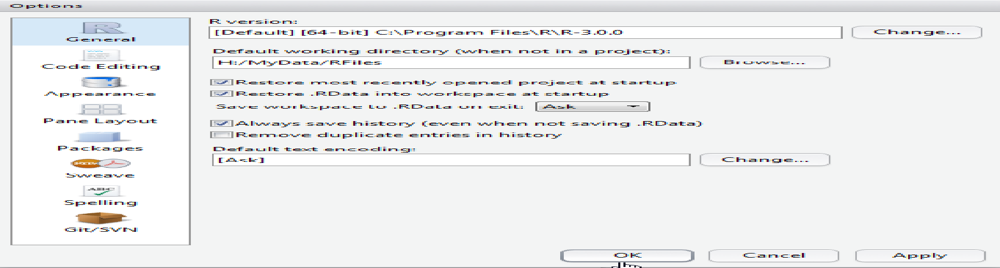 Options
General
Code Editing
Appearance
Pane Layout
Packages
Sweave
ABC
Spelling
Git/SVN
R version:
[Default] [64-bit] C:\Program Files\R\R-3.0.0
Change...
Default working directory (when not in a project):
H:/MyData/RFiles
Browse...
Restore most recently opened project at startup
Restore .RData into workspace at startup
Save workspace to .RData on exit: Ask
Always save history (even when not saving .RData)
Remove duplicate entries in history
Default text encoding:
[Ask]
Change...
OK
Cancel
Apply